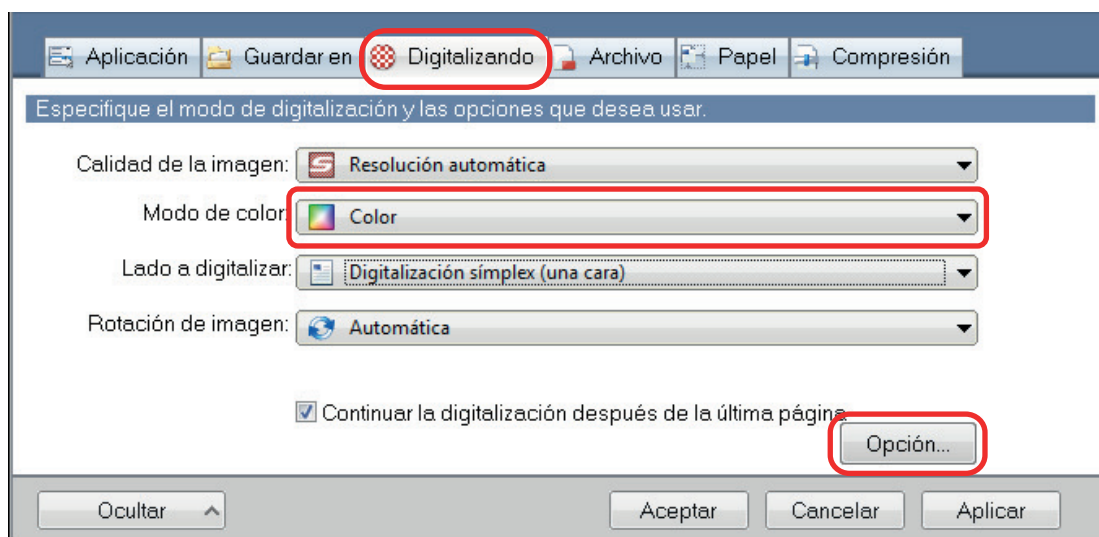 Aplicación Guardar en Digitalizando Archivo Papel Compresión
Especifique el modo de digitalización y las opciones que desea usar.
Calidad de la imagen: Resolución automática
Modo de color: Color
Lado a digitalizar: Digitalización símplex (una cara)
Rotación de imagen: Automática
Continuar la digitalización después de la última página
Opción...
Ocultar Aceptar Cancelar Aplicar